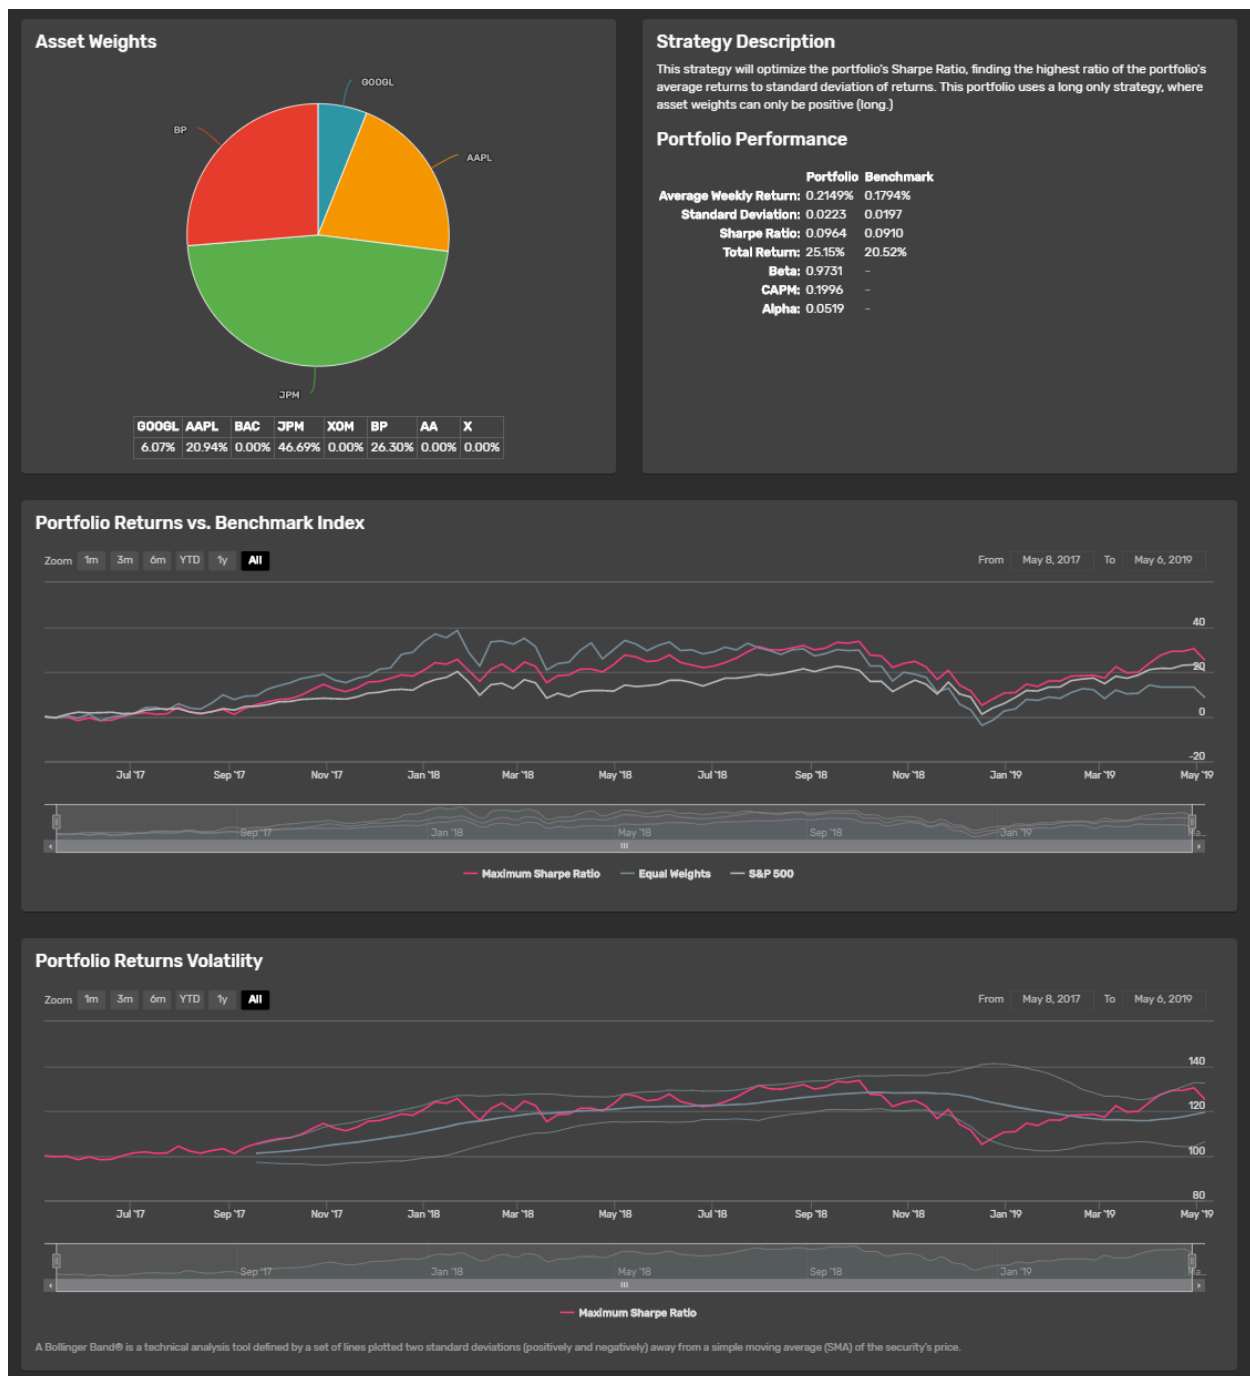 Asset Weights
GOOGL
BP
AAPL
JPM
GOOGL AAPL BAC JPM XOM BP AA X
6.07% 20.94% 0.00% 46.69% 0.00% 26.30% 0.00% 0.00%
Strategy Description
This strategy will optimize the portfolio's Sharpe Ratio, finding the highest ratio of the portfolio's
average returns to standard deviation of returns. This portfolio uses a long only strategy, where
asset weights can only be positive (long.)
Portfolio Performance
Portfolio Benchmark
Average Weekly Return: 0.2149% 0.1794%
Standard Deviation: 0.0223 0.0197
Sharpe Ratio: 0.0964 0.0910
Total Return: 25.15% 20.52%
Beta: 0.9731 -
CAPM: 0.1996 -
Alpha: 0.0519 -
Portfolio Returns vs. Benchmark Index
Zoom 1m 3m 6m YTD 1y All From May 8, 2017 To May 6, 2019
40
20
0
-20
Jul '17 Sep '17 Nov '17 Jan '18 Mar '18 May '18 Jul '18 Sep '18 Nov '18 Jan '19 Mar '19 May '19
Sep '17 Jan '18 May '18 Sep '18 Jan '19 Ma…
Maximum Sharpe Ratio Equal Weights S&P 500
Portfolio Returns Volatility
Zoom 1m 3m 6m YTD 1y All From May 8, 2017 To May 6, 2019
140
120
100
80
Jul '17 Sep '17 Nov '17 Jan '18 Mar '18 May '18 Jul '18 Sep '18 Nov '18 Jan '19 Mar '19 May '19
Sep '17 Jan '18 May '18 Sep '18 Jan '19 Ma…
Maximum Sharpe Ratio
A Bollinger Band® is a technical analysis tool defined by a set of lines plotted two standard deviations (positively and negatively) away from a simple moving average (SMA) of the security's price.